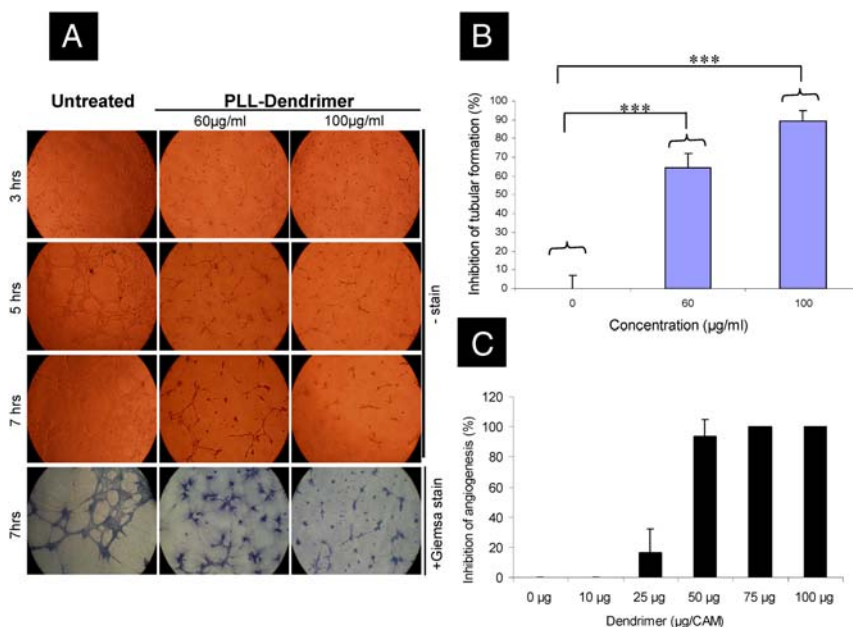 A
Untreated
PLL-Dendrimer
60µg/ml
100µg/ml
3 hrs
5 hrs
7 hrs
7hrs
- stain
+Giemsa stain
B
***
***
Inhibition of tubular formation (%)
100
90
80
70
60
50
40
30
20
10
0
0
60
100
Concentration (µg/ml)
C
Inhibition of angiogenesis (%)
120
100
80
60
40
20
0
0 µg
10 µg
25 µg
50 µg
75 µg
100 µg
Dendrimer (µg/CAM)